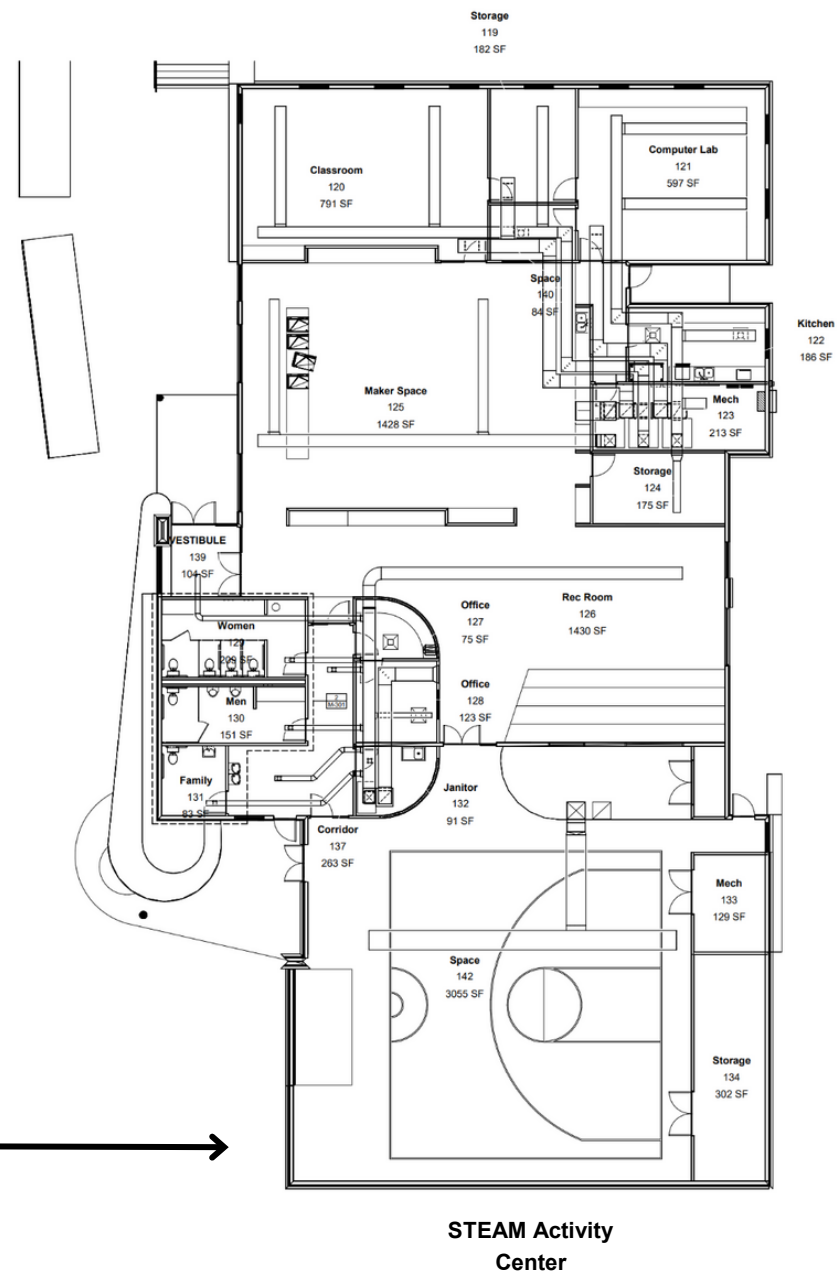 Storage
119
182 SF
Classroom
120
791 SF
Computer Lab
121
597 SF
Space
140
84 SF
Kitchen
122
186 SF
Maker Space
125
1428 SF
Mech
123
213 SF
Storage
124
175 SF
VESTIBULE
139
104 SF
Women
129
209 SF
Office
127
75 SF
Rec Room
126
1430 SF
Office
128
123 SF
2
M-301
Men
130
151 SF
Family
131
83 SF
Janitor
132
91 SF
Corridor
137
263 SF
Mech
133
129 SF
Space
142
3055 SF
Storage
134
302 SF
STEAM Activity
Center